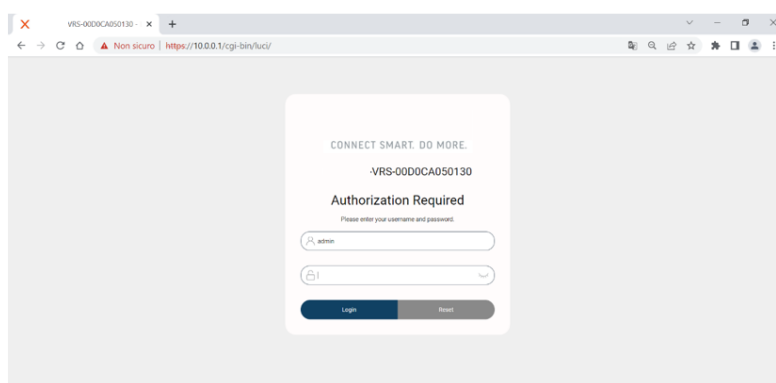 VRS-00D0CA050130 -
Non sicuro | https://10.0.0.1/cgi-bin/luci/
CONNECT SMART. DO MORE.
-VRS-00D0CA050130
Authorization Required
Please enter your username and password.
admin
Login
Reset